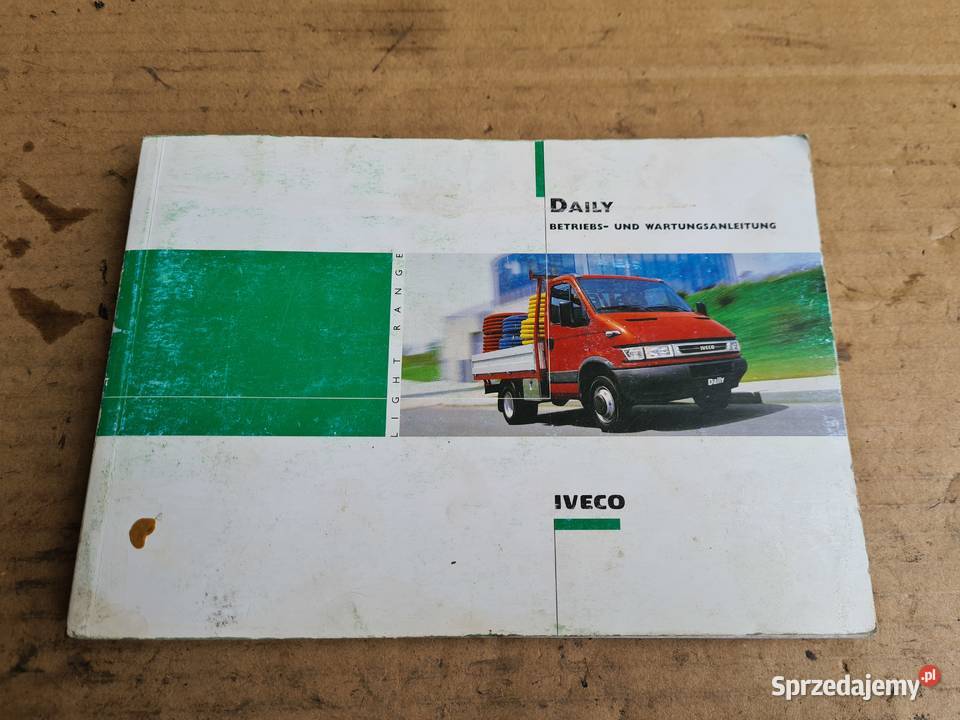 DAILY
BETRIEBS- UND WARTUNGSANLEITUNG
LIGHT RANGE
IVECO
Daily
IVECO
Sprzedajemy.pl